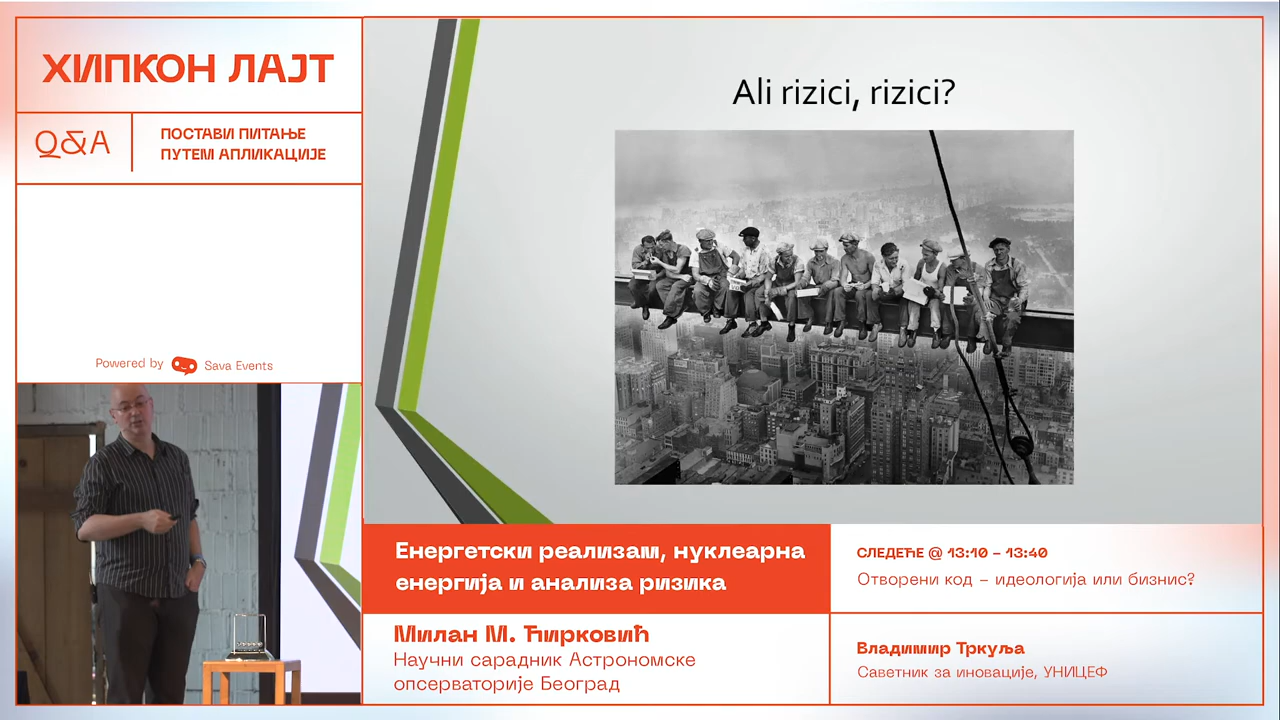 ХИПКОН ЛАЈТ
Q&A
ПОСТАВИ ПИТАЊЕ
ПУТЕМ АПЛИКАЦИЈЕ
Powered by Sava Events
Ali rizici, rizici?
Енергетски реализам, нуклеарна
енергија и анализа ризика
Милан М. Ћирковић
Научни сарадник Астрономске
опсерваторије Београд
СЛЕДЕЋЕ @ 13:10 – 13:40
Отворени код – идеологија или бизнис?
Владимир Тркуља
Саветник за иновације, УНИЦЕФ